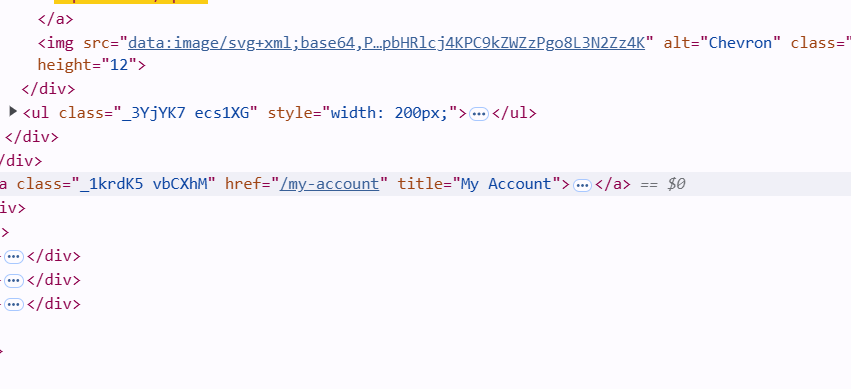 </a>
<img src="data:image/svg+xml;base64,P…pbHRlcj4KPC9kZWZzPgo8L3N2Zz4K" alt="Chevron" class="
height="12">
</div>
<ul class="_3YjYK7 ecs1XG" style="width: 200px;">…</ul>
</div>
/div>
a class="_1krdK5 vbCXhM" href="/my-account" title="My Account">…</a> == $0
iv>
>
…</div>
…</div>
…</div>
>